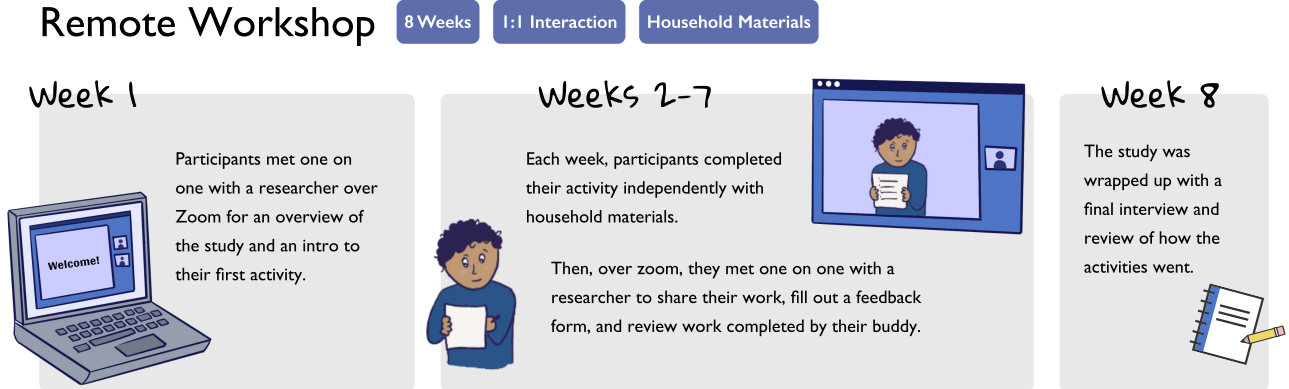 Remote Workshop
8 Weeks
1:1 Interaction
Household Materials
Week 1
Participants met one on
one with a researcher over
Zoom for an overview of
the study and an intro to
their first activity.
Welcome!
Weeks 2-7
Each week, participants completed
their activity independently with
household materials.
Then, over zoom, they met one on one with a
researcher to share their work, fill out a feedback
form, and review work completed by their buddy.
Week 8
The study was
wrapped up with a
final interview and
review of how the
activities went.